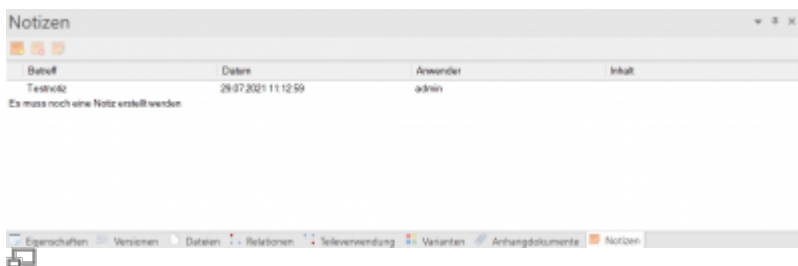 Notizen
Betreff Datum Anwender Inhalt
Testnotiz 29.07.2021 11:12:59 admin
Es muss noch eine Notiz erstellt werden
Eigenschaften Versionen Dateien Relationen Teileverwendung Varianten Anhangdokumente Notizen